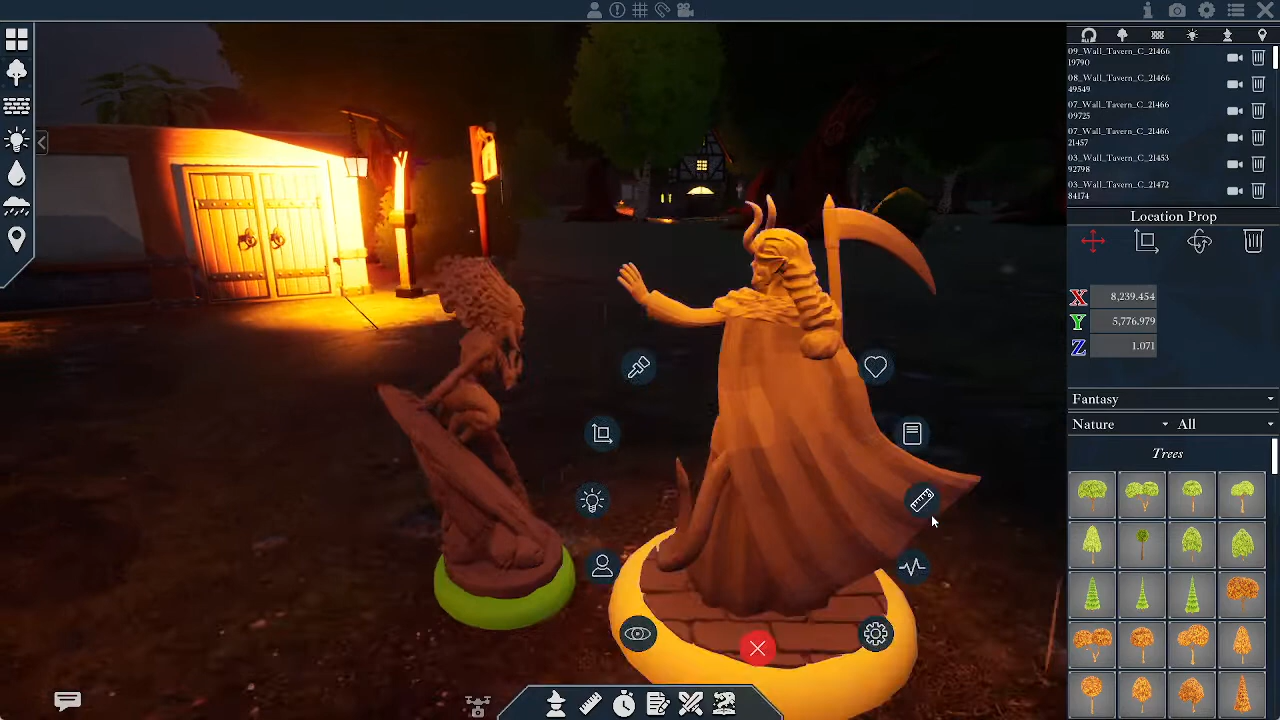 09_Wall_Tavern_C_21466
19790
08_Wall_Tavern_C_21466
49549
07_Wall_Tavern_C_21466
09725
07_Wall_Tavern_C_21466
21457
03_Wall_Tavern_C_21453
92798
03_Wall_Tavern_C_21472
84174
Location Prop
X 8,239.454
Y 5,776.979
Z 1.071
Fantasy
Nature All
Trees